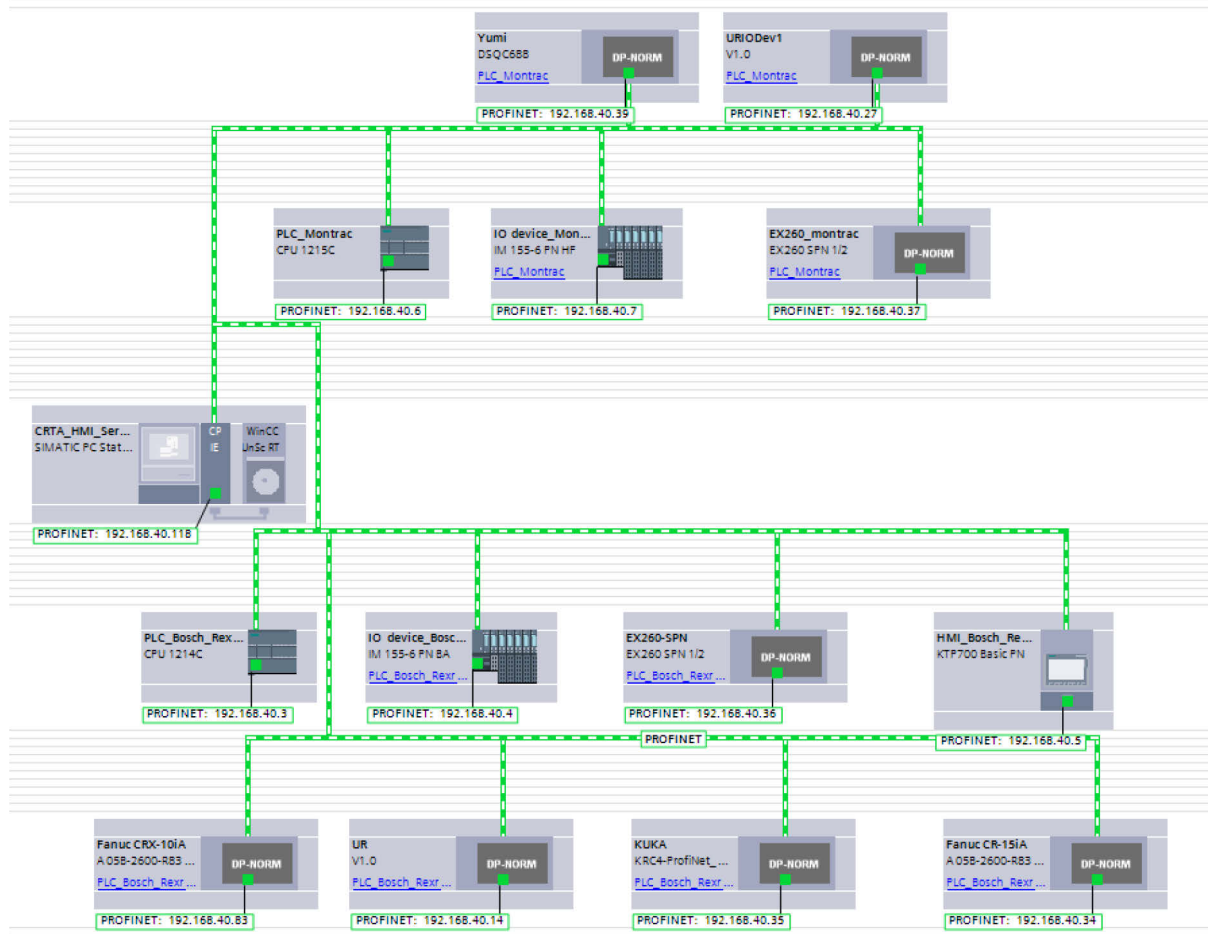 Yumi
DSQC688
PLC_Montrac
DP-NORM
PROFINET: 192.168.40.39
URIODev1
V1.0
PLC_Montrac
DP-NORM
PROFINET: 192.168.40.27
PLC_Montrac
CPU 1215C
PROFINET: 192.168.40.6
IO device_Mon...
IM 155-6 PN HF
PLC_Montrac
PROFINET: 192.168.40.7
EX260_montrac
EX260 SPN 1/2
PLC_Montrac
DP-NORM
PROFINET: 192.168.40.37
CRTA_HMI_Ser...
SIMATIC PC Stat...
CP
IE
WinCC
UnSc RT
PROFINET: 192.168.40.118
PLC_Bosch_Rex...
CPU 1214C
PROFINET: 192.168.40.3
IO device_Bosc...
IM 155-6 PN BA
PLC_Bosch_Rexr...
PROFINET: 192.168.40.4
EX260-SPN
EX260 SPN 1/2
PLC_Bosch_Rexr...
DP-NORM
PROFINET: 192.168.40.36
HMI_Bosch_Re...
KTP700 Basic PN
PROFINET: 192.168.40.5
PROFINET
Fanuc CRX-10iA
A05B-2600-R83 ...
PLC_Bosch_Rexr...
DP-NORM
PROFINET: 192.168.40.83
UR
V1.0
PLC_Bosch_Rexr...
DP-NORM
PROFINET: 192.168.40.14
KUKA
KRC4-ProfiNet_...
PLC_Bosch_Rexr...
DP-NORM
PROFINET: 192.168.40.35
Fanuc CR-15iA
A05B-2600-R83 ...
PLC_Bosch_Rexr...
DP-NORM
PROFINET: 192.168.40.34